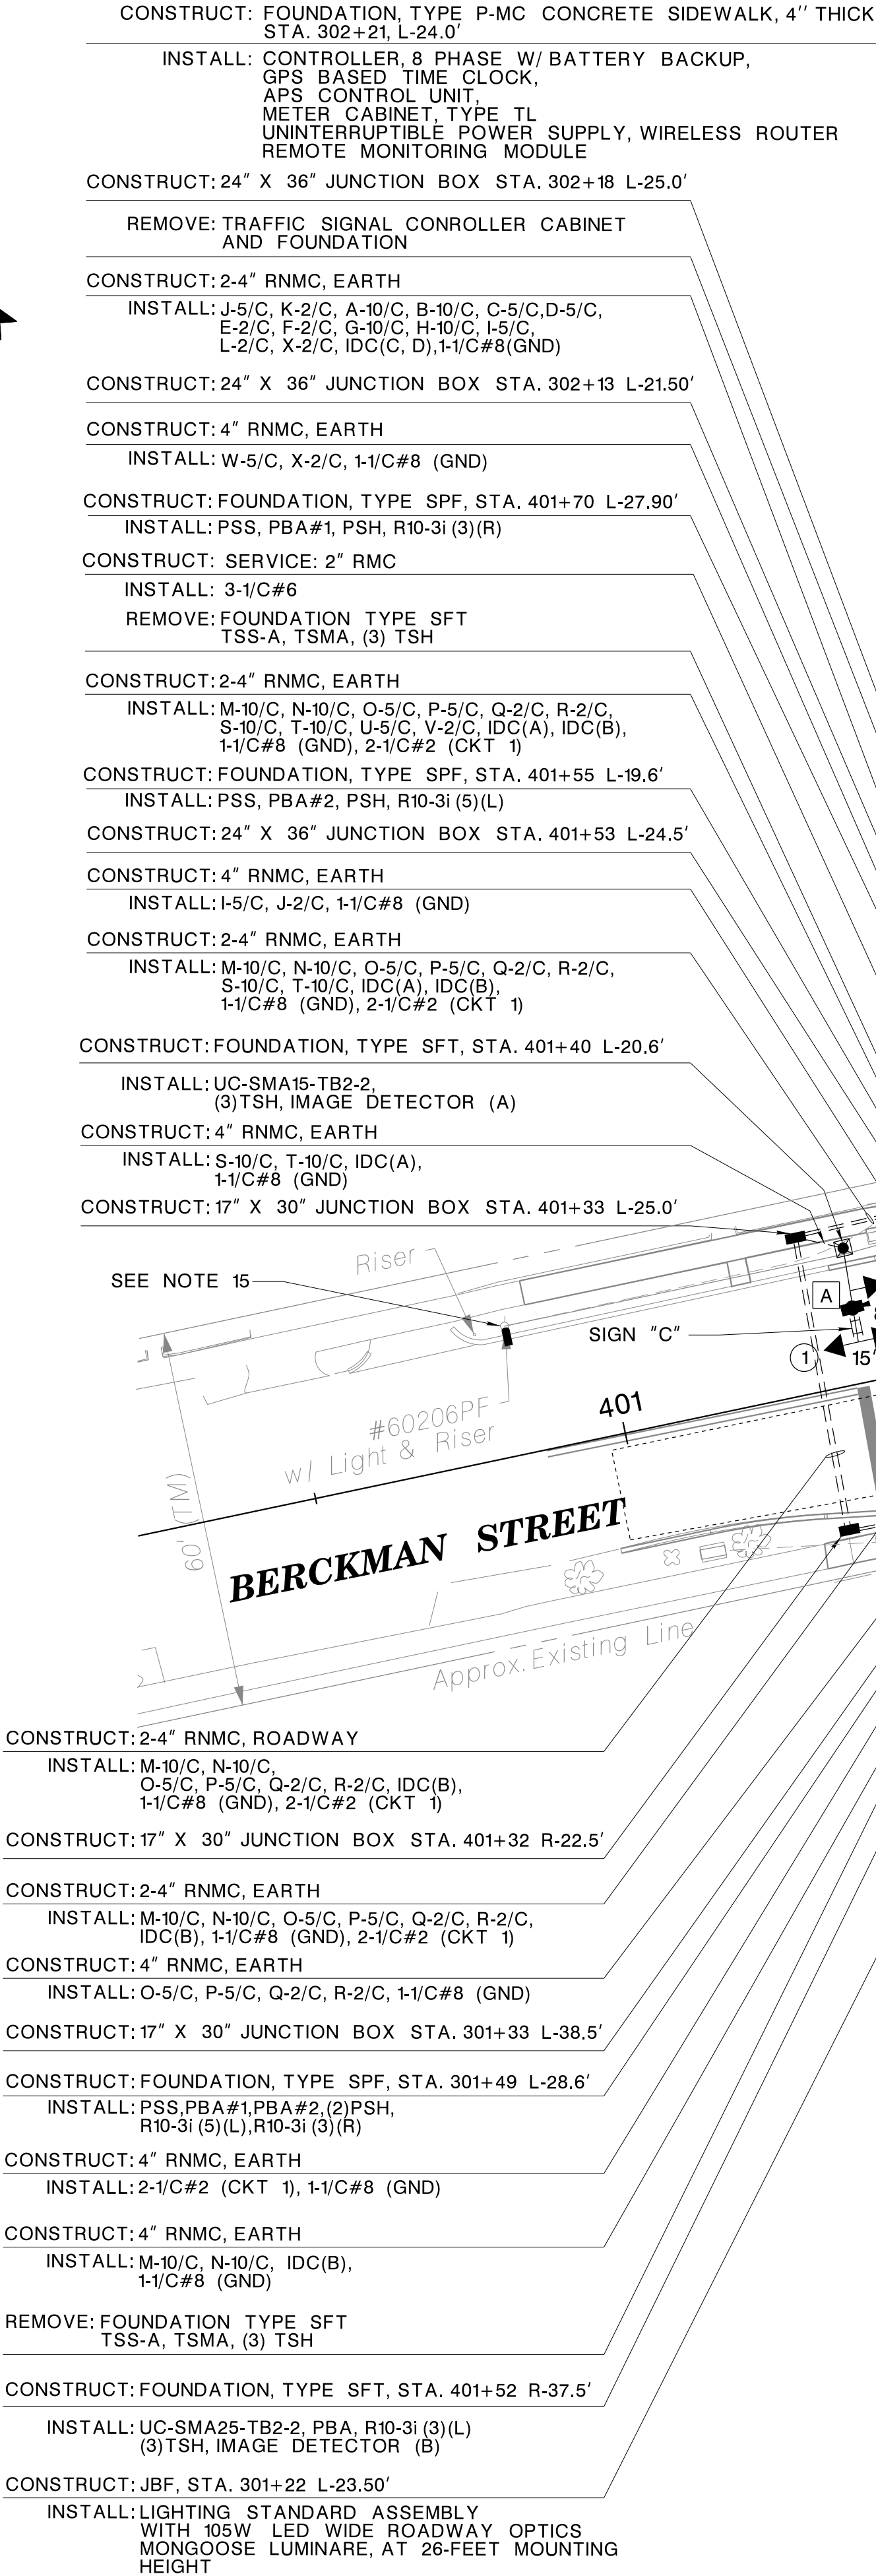 CONSTRUCT: FOUNDATION, TYPE P-MC CONCRETE SIDEWALK, 4'' THICK
STA. 302+21, L-24.0'
INSTALL: CONTROLLER, 8 PHASE W/ BATTERY BACKUP,
GPS BASED TIME CLOCK,
APS CONTROL UNIT,
METER CABINET, TYPE TL
UNINTERRUPTIBLE POWER SUPPLY, WIRELESS ROUTER
REMOTE MONITORING MODULE
CONSTRUCT: 24" X 36" JUNCTION BOX STA. 302+18 L-25.0'
REMOVE: TRAFFIC SIGNAL CONROLLER CABINET
AND FOUNDATION
CONSTRUCT: 2-4" RNMC, EARTH
INSTALL: J-5/C, K-2/C, A-10/C, B-10/C, C-5/C,D-5/C,
E-2/C, F-2/C, G-10/C, H-10/C, I-5/C,
L-2/C, X-2/C, IDC(C, D),1-1/C#8(GND)
CONSTRUCT: 24" X 36" JUNCTION BOX STA. 302+13 L-21.50'
CONSTRUCT: 4" RNMC, EARTH
INSTALL: W-5/C, X-2/C, 1-1/C#8 (GND)
CONSTRUCT: FOUNDATION, TYPE SPF, STA. 401+70 L-27.90'
INSTALL: PSS, PBA#1, PSH, R10-3i (3)(R)
CONSTRUCT: SERVICE: 2" RMC
INSTALL: 3-1/C#6
REMOVE: FOUNDATION TYPE SFT
TSS-A, TSMA, (3) TSH
CONSTRUCT: 2-4" RNMC, EARTH
INSTALL: M-10/C, N-10/C, O-5/C, P-5/C, Q-2/C, R-2/C,
S-10/C, T-10/C, U-5/C, V-2/C, IDC(A), IDC(B),
1-1/C#8 (GND), 2-1/C#2 (CKT 1)
CONSTRUCT: FOUNDATION, TYPE SPF, STA. 401+55 L-19.6'
INSTALL: PSS, PBA#2, PSH, R10-3i (5)(L)
CONSTRUCT: 24" X 36" JUNCTION BOX STA. 401+53 L-24.5'
CONSTRUCT: 4" RNMC, EARTH
INSTALL: I-5/C, J-2/C, 1-1/C#8 (GND)
CONSTRUCT: 2-4" RNMC, EARTH
INSTALL: M-10/C, N-10/C, O-5/C, P-5/C, Q-2/C, R-2/C,
S-10/C, T-10/C, IDC(A), IDC(B),
1-1/C#8 (GND), 2-1/C#2 (CKT 1)
CONSTRUCT: FOUNDATION, TYPE SFT, STA. 401+40 L-20.6'
INSTALL: UC-SMA15-TB2-2,
(3)TSH, IMAGE DETECTOR (A)
CONSTRUCT: 4" RNMC, EARTH
INSTALL: S-10/C, T-10/C, IDC(A),
1-1/C#8 (GND)
CONSTRUCT: 17" X 30" JUNCTION BOX STA. 401+33 L-25.0'
Riser
SEE NOTE 15
A
SIGN "C"
1
15'
401
#60206PF
w/ Light & Riser
60' (TM)
BERCKMAN STREET
Approx. Existing Line
CONSTRUCT: 2-4" RNMC, ROADWAY
INSTALL: M-10/C, N-10/C,
O-5/C, P-5/C, Q-2/C, R-2/C, IDC(B),
1-1/C#8 (GND), 2-1/C#2 (CKT 1)
CONSTRUCT: 17" X 30" JUNCTION BOX STA. 401+32 R-22.5'
CONSTRUCT: 2-4" RNMC, EARTH
INSTALL: M-10/C, N-10/C, O-5/C, P-5/C, Q-2/C, R-2/C,
IDC(B), 1-1/C#8 (GND), 2-1/C#2 (CKT 1)
CONSTRUCT: 4" RNMC, EARTH
INSTALL: O-5/C, P-5/C, Q-2/C, R-2/C, 1-1/C#8 (GND)
CONSTRUCT: 17" X 30" JUNCTION BOX STA. 301+33 L-38.5'
CONSTRUCT: FOUNDATION, TYPE SPF, STA. 301+49 L-28.6'
INSTALL: PSS,PBA#1,PBA#2,(2)PSH,
R10-3i (5)(L),R10-3i (3)(R)
CONSTRUCT: 4" RNMC, EARTH
INSTALL: 2-1/C#2 (CKT 1), 1-1/C#8 (GND)
CONSTRUCT: 4" RNMC, EARTH
INSTALL: M-10/C, N-10/C, IDC(B),
1-1/C#8 (GND)
REMOVE: FOUNDATION TYPE SFT
TSS-A, TSMA, (3) TSH
CONSTRUCT: FOUNDATION, TYPE SFT, STA. 401+52 R-37.5'
INSTALL: UC-SMA25-TB2-2, PBA, R10-3i (3)(L)
(3)TSH, IMAGE DETECTOR (B)
CONSTRUCT: JBF, STA. 301+22 L-23.50'
INSTALL: LIGHTING STANDARD ASSEMBLY
WITH 105W LED WIDE ROADWAY OPTICS
MONGOOSE LUMINARE, AT 26-FEET MOUNTING
HEIGHT